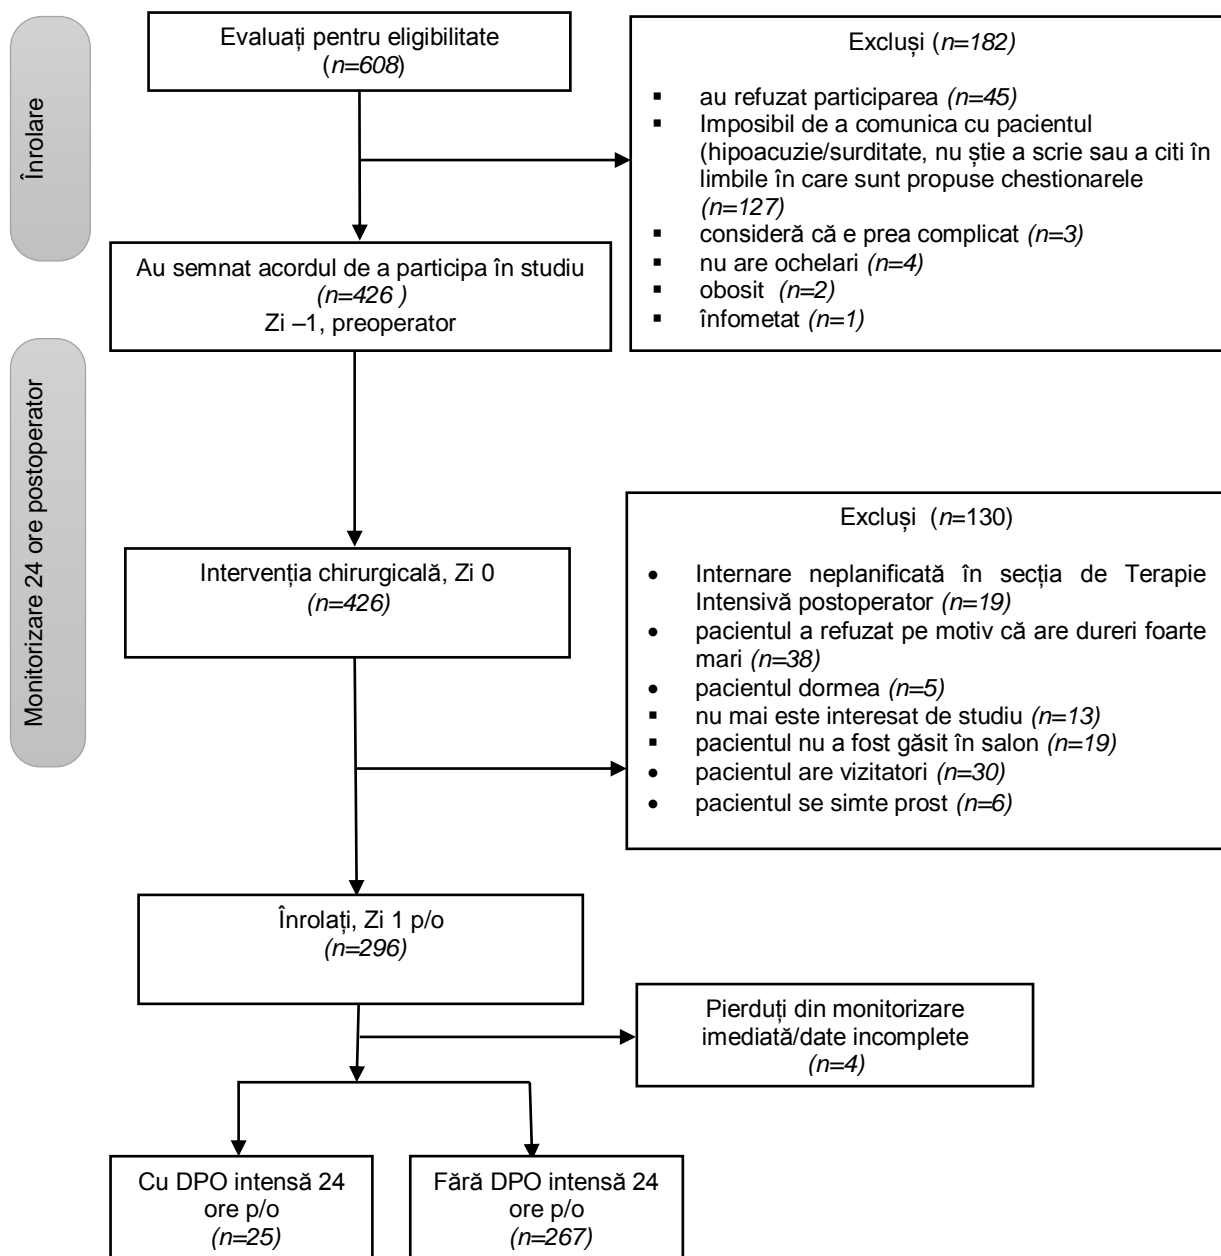 Înrolare
Evaluați pentru eligibilitate
(n=608)
Excluși (n=182)
▪ au refuzat participarea (n=45)
▪ Imposibil de a comunica cu pacientul
(hipoacuzie/surditate, nu știe a scrie sau a citi în
limbile în care sunt propuse chestionarele
(n=127)
▪ consideră că e prea complicat (n=3)
▪ nu are ochelari (n=4)
▪ obosit (n=2)
▪ înfometat (n=1)
Au semnat acordul de a participa în studiu
(n=426 )
Zi –1, preoperator
Monitorizare 24 ore postoperator
Intervenția chirurgicală, Zi 0
(n=426)
Excluși (n=130)
• Internare neplanificată în secția de Terapie
Intensivă postoperator (n=19)
• pacientul a refuzat pe motiv că are dureri foarte
mari (n=38)
• pacientul dormea (n=5)
▪ nu mai este interesat de studiu (n=13)
▪ pacientul nu a fost găsit în salon (n=19)
• pacientul are vizitatori (n=30)
• pacientul se simte prost (n=6)
Înrolați, Zi 1 p/o
(n=296)
Pierduți din monitorizare
imediată/date incomplete
(n=4)
Cu DPO intensă 24
ore p/o
(n=25)
Fără DPO intensă 24
ore p/o
(n=267)